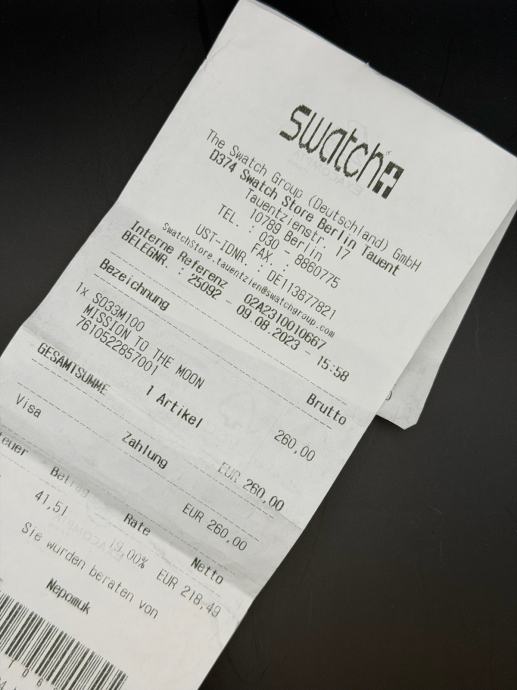 swatch
The Swatch Group (Deutschland) GmbH
D374 Swatch Store Berlin Tauent
Tauentzienstr. 17
10789 Berlin
TEL. : 030 - 8860775
FAX. :
UST-IDNR. : DE113877821
SwatchStore.tauentzien@swatchgroup.com
Interne Referenz 02A2310010667
BELEGNR. : 25092 - 09.08.2023 - 15:58
Bezeichnung Brutto
1x SO33M100 260,00
MISSION TO THE MOON
7610522857001
GESAMTSUMME 1 Artikel EUR 260,00
Visa Zahlung EUR 260,00
Betrag Rate Netto
41,51 19,00% EUR 218,49
Sie wurden beraten von
Nepomuk